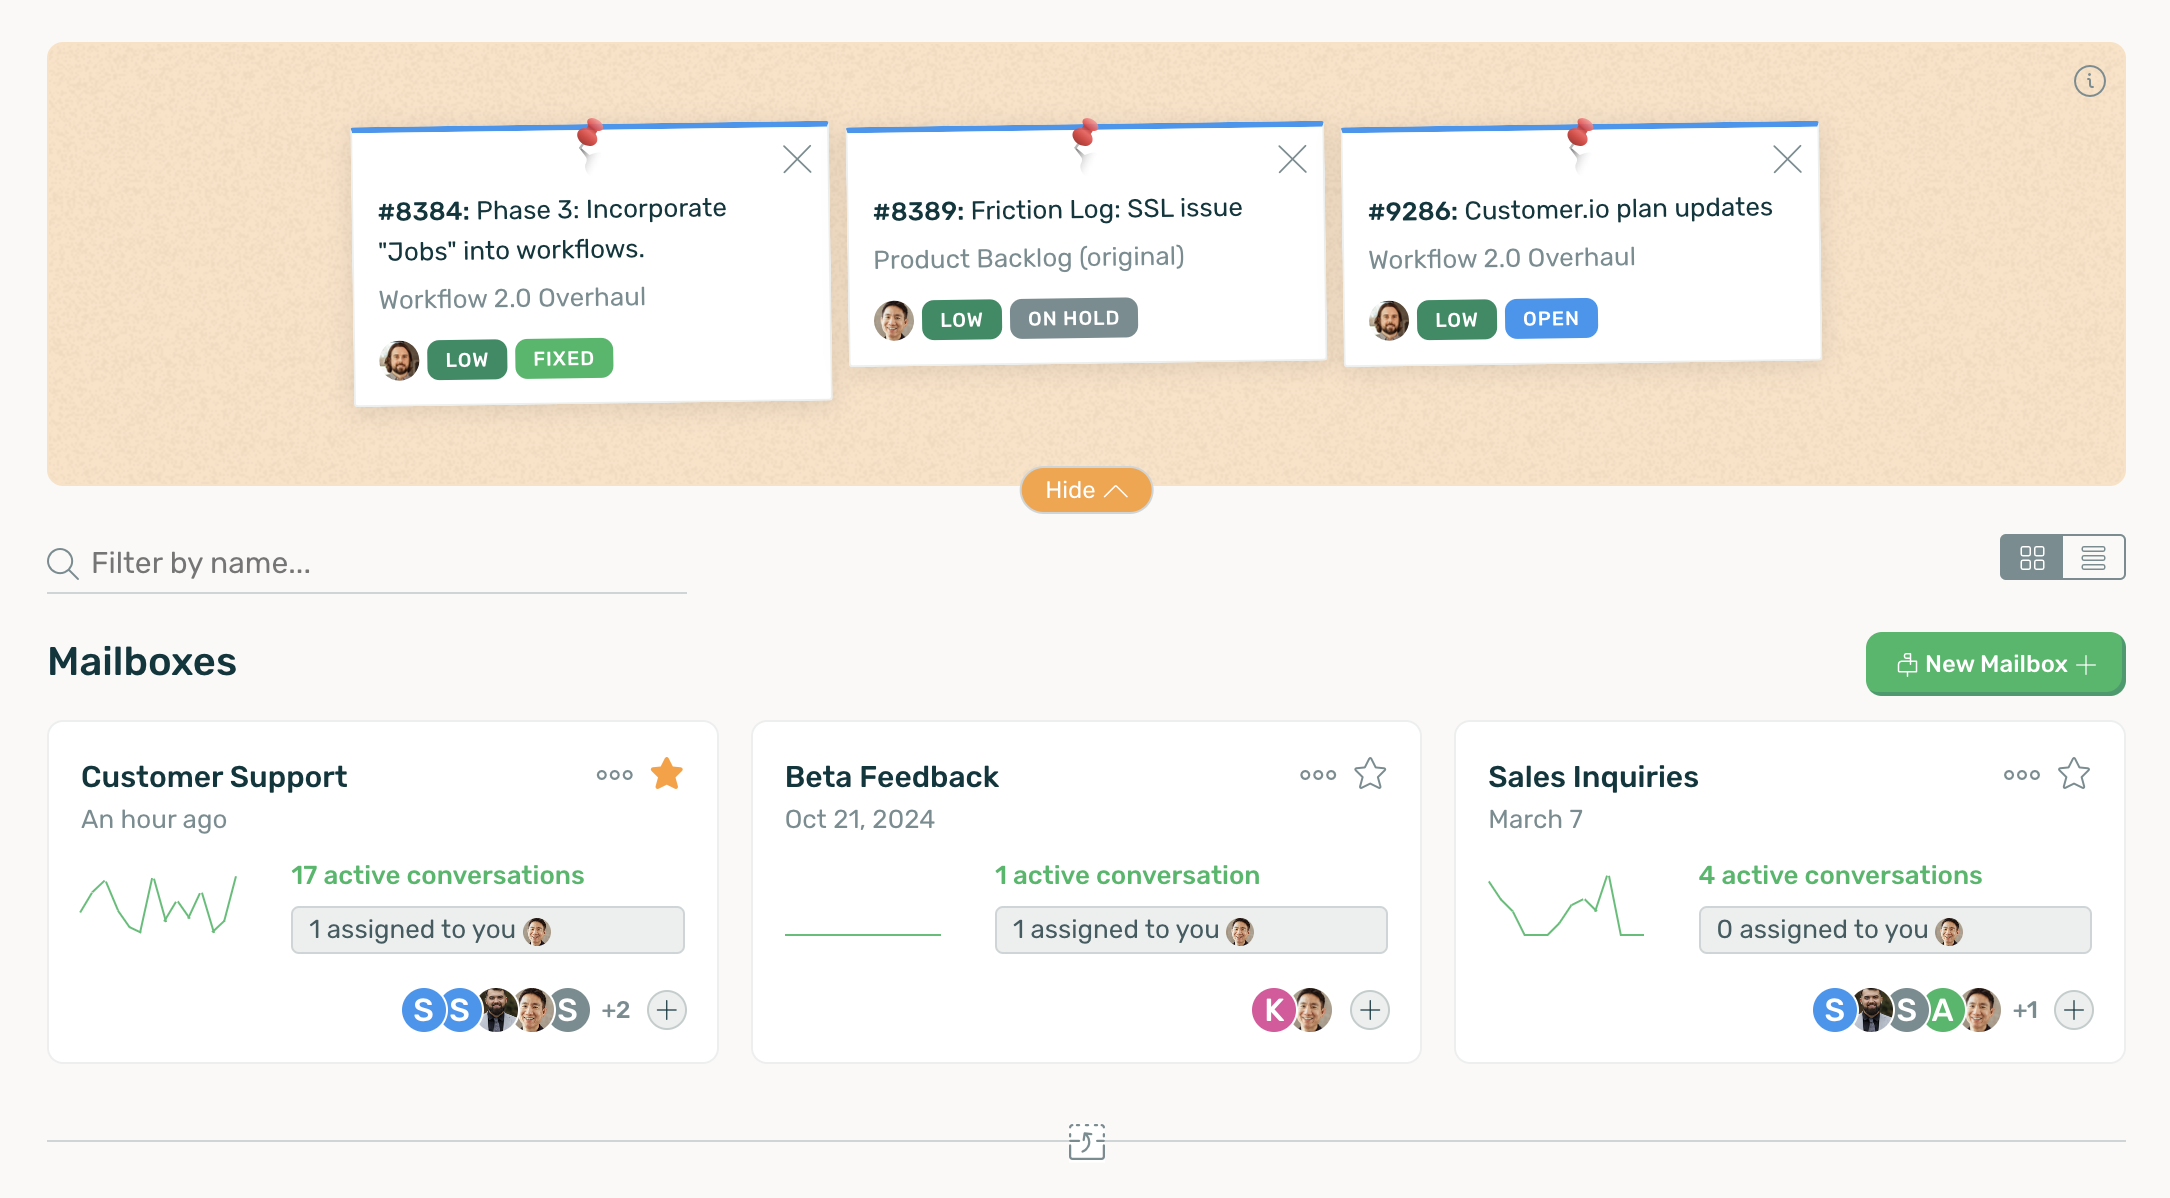 #8384: Phase 3: Incorporate
"Jobs" into workflows.
Workflow 2.0 Overhaul
LOW
FIXED
#8389: Friction Log: SSL issue
Product Backlog (original)
LOW
ON HOLD
#9286: Customer.io plan updates
Workflow 2.0 Overhaul
LOW
OPEN
Hide
Filter by name...
Mailboxes
New Mailbox
Customer Support
An hour ago
17 active conversations
1 assigned to you
S
S
S
+2
Beta Feedback
Oct 21, 2024
1 active conversation
1 assigned to you
K
Sales Inquiries
March 7
4 active conversations
0 assigned to you
S
S
A
+1